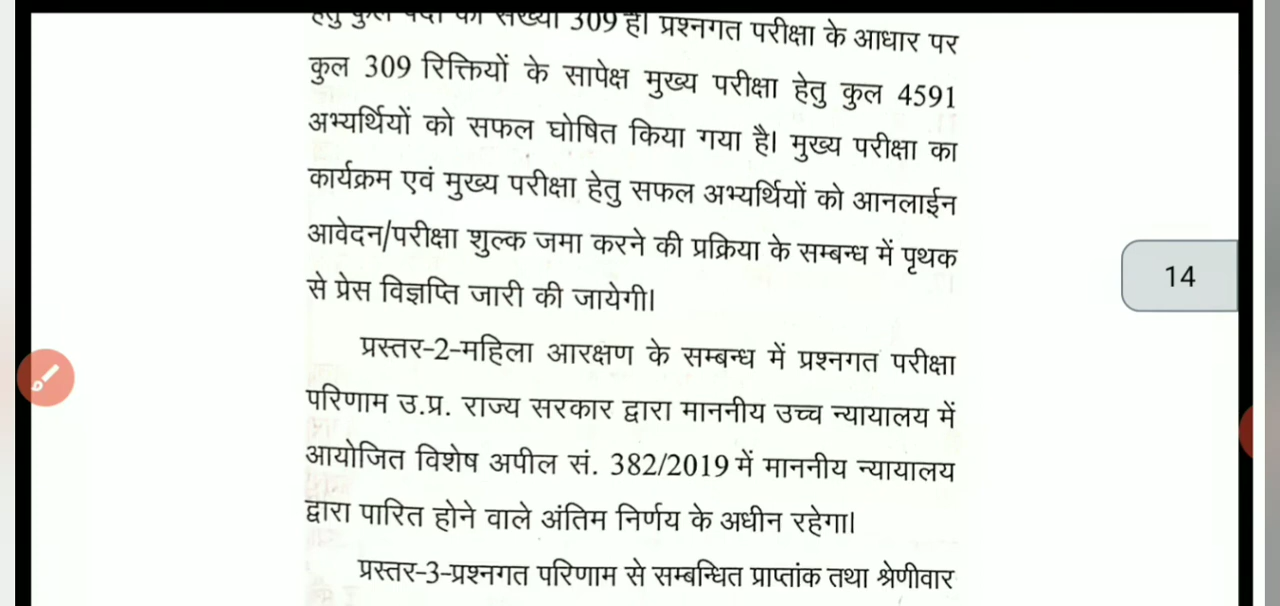 हेतु कुल पदों की संख्या 309 है। प्रश्नगत परीक्षा के आधार पर
कुल 309 रिक्तियों के सापेक्ष मुख्य परीक्षा हेतु कुल 4591
अभ्यर्थियों को सफल घोषित किया गया है। मुख्य परीक्षा का
कार्यक्रम एवं मुख्य परीक्षा हेतु सफल अभ्यर्थियों को आनलाईन
आवेदन/परीक्षा शुल्क जमा करने की प्रक्रिया के सम्बन्ध में पृथक
से प्रेस विज्ञप्ति जारी की जायेगी।
14
प्रस्तर-2-महिला आरक्षण के सम्बन्ध में प्रश्नगत परीक्षा
परिणाम उ.प्र. राज्य सरकार द्वारा माननीय उच्च न्यायालय में
आयोजित विशेष अपील सं. 382/2019 में माननीय न्यायालय
द्वारा पारित होने वाले अंतिम निर्णय के अधीन रहेगा।
प्रस्तर-3-प्रश्नगत परिणाम से सम्बन्धित प्राप्तांक तथा श्रेणीवार